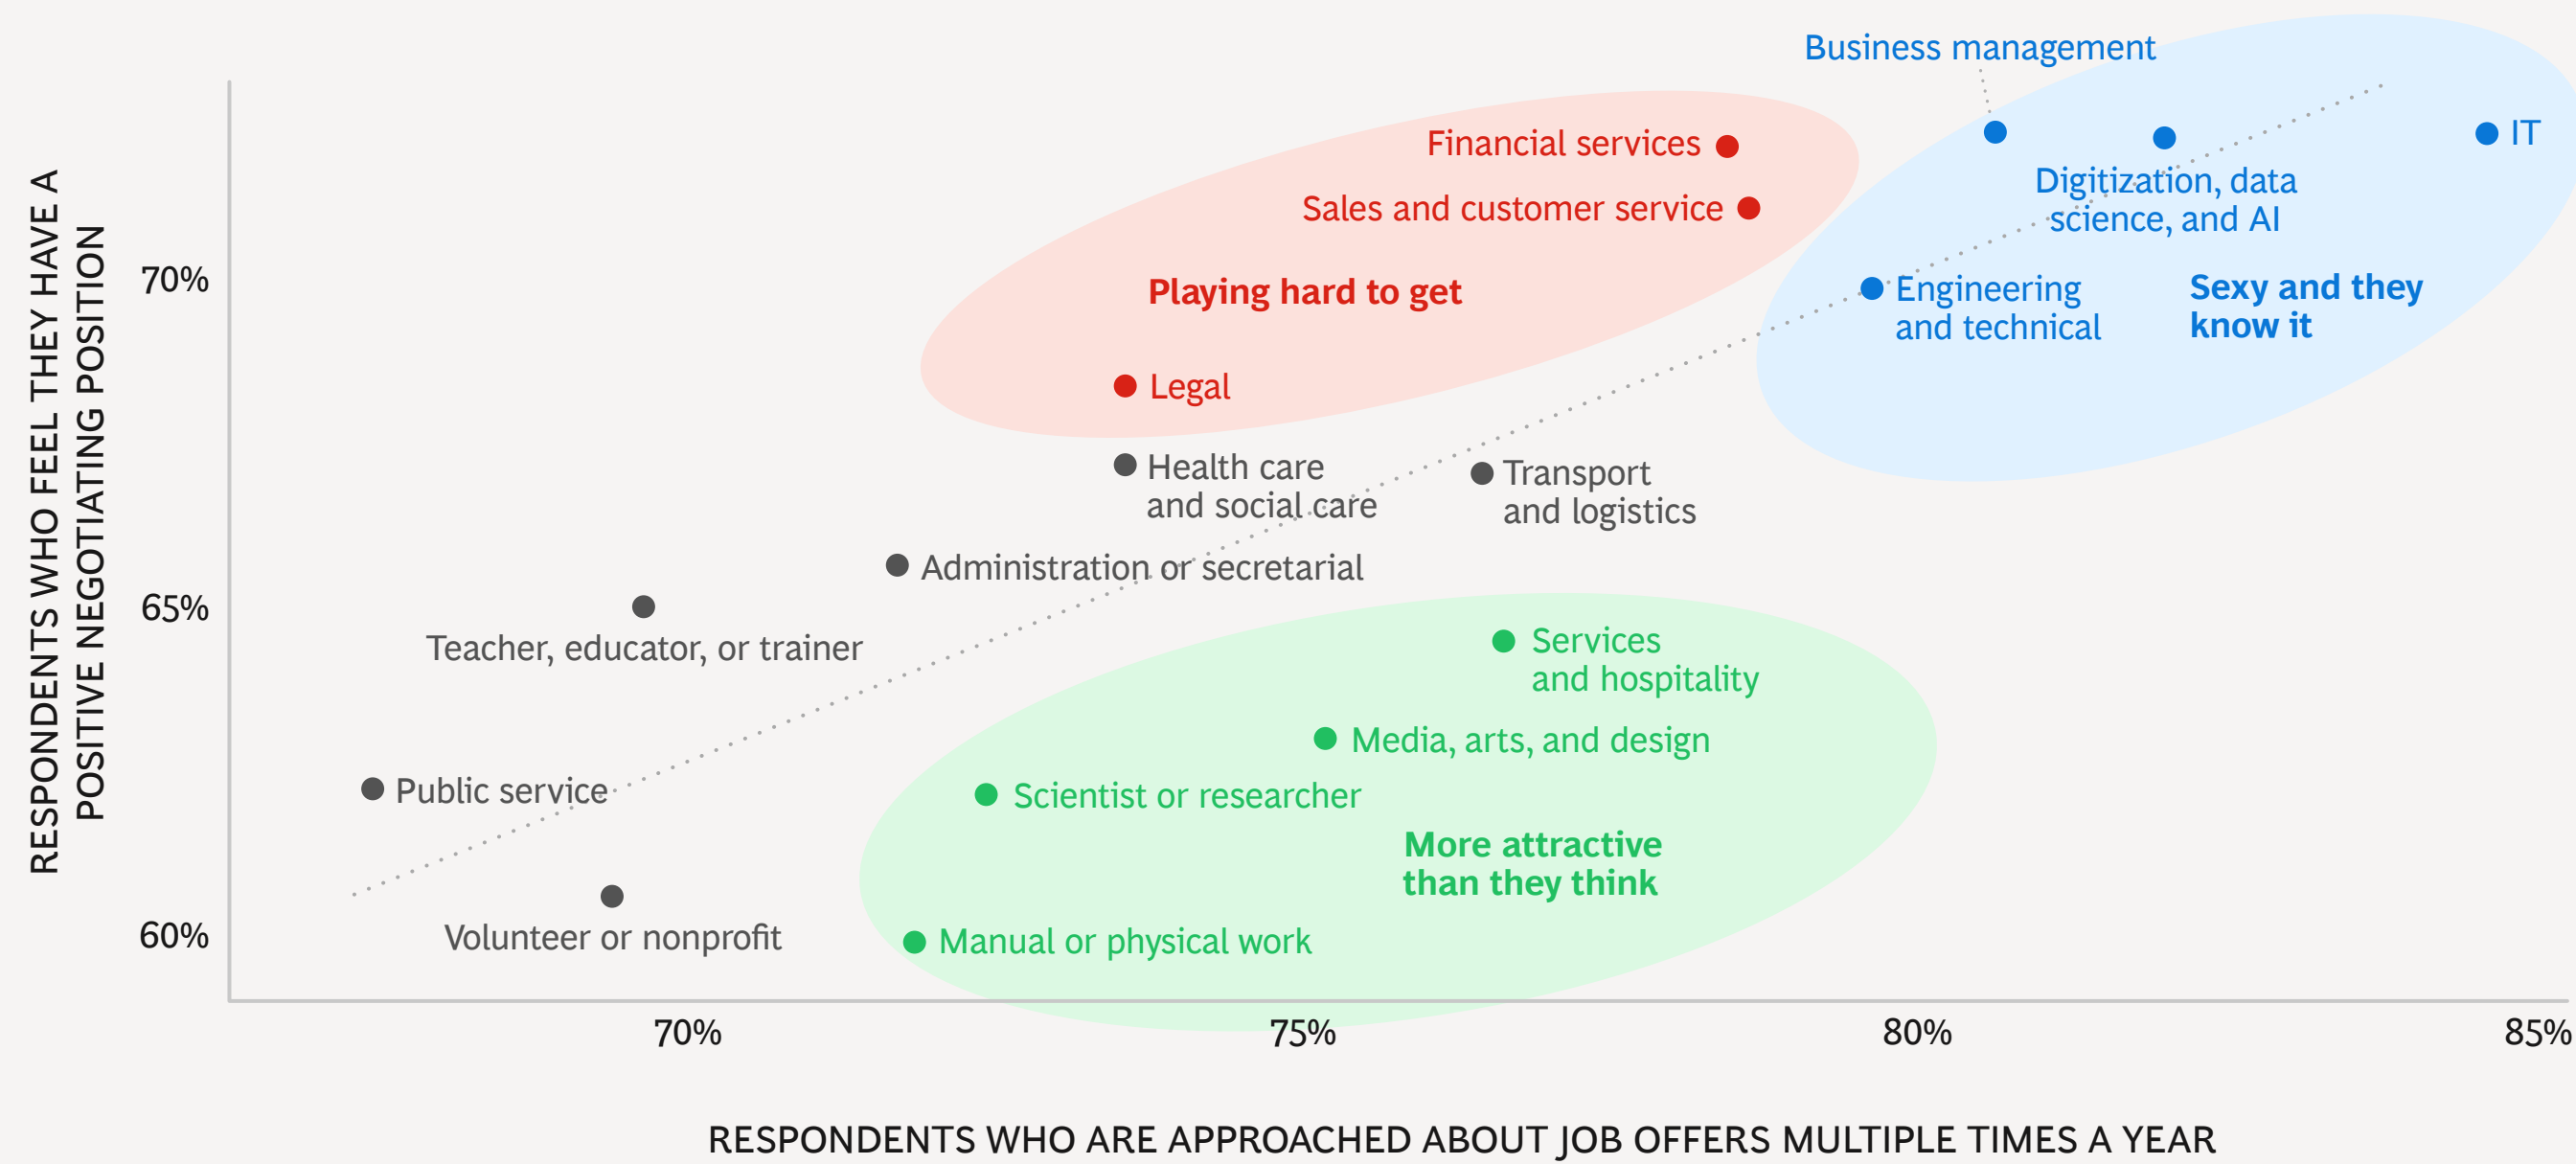 Business management
Financial services
IT
Sales and customer service
Digitization, data
science, and AI
RESPONDENTS WHO FEEL THEY HAVE A
POSITIVE NEGOTIATING POSITION
70%
Playing hard to get
Engineering
and technical
Sexy and they
know it
Legal
Health care
and social care
Transport
and logistics
Administration or secretarial
65%
Teacher, educator, or trainer
Services
and hospitality
Media, arts, and design
Public service
Scientist or researcher
More attractive
than they think
60%
Volunteer or nonprofit
Manual or physical work
70%
75%
80%
85%
RESPONDENTS WHO ARE APPROACHED ABOUT JOB OFFERS MULTIPLE TIMES A YEAR